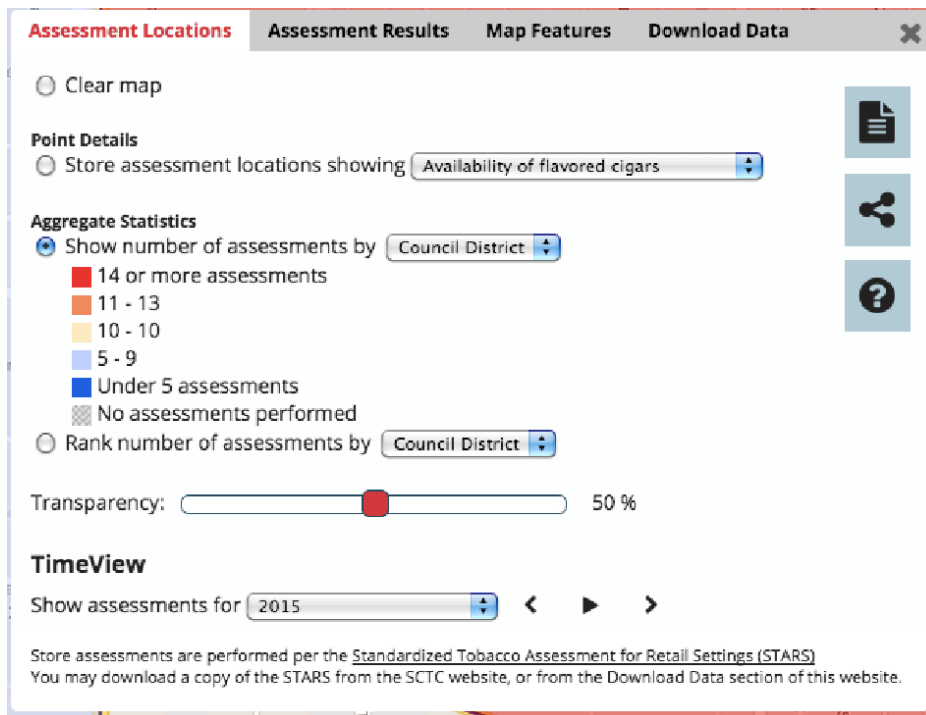 Assessment Locations Assessment Results Map Features Download Data
Clear map
Point Details
Store assessment locations showing Availability of flavored cigars
Aggregate Statistics
Show number of assessments by Council District
14 or more assessments
11 - 13
10 - 10
5 - 9
Under 5 assessments
No assessments performed
Rank number of assessments by Council District
Transparency: 50 %
TimeView
Show assessments for 2015
Store assessments are performed per the Standardized Tobacco Assessment for Retail Settings (STARS)
You may download a copy of the STARS from the SCTC website, or from the Download Data section of this website.